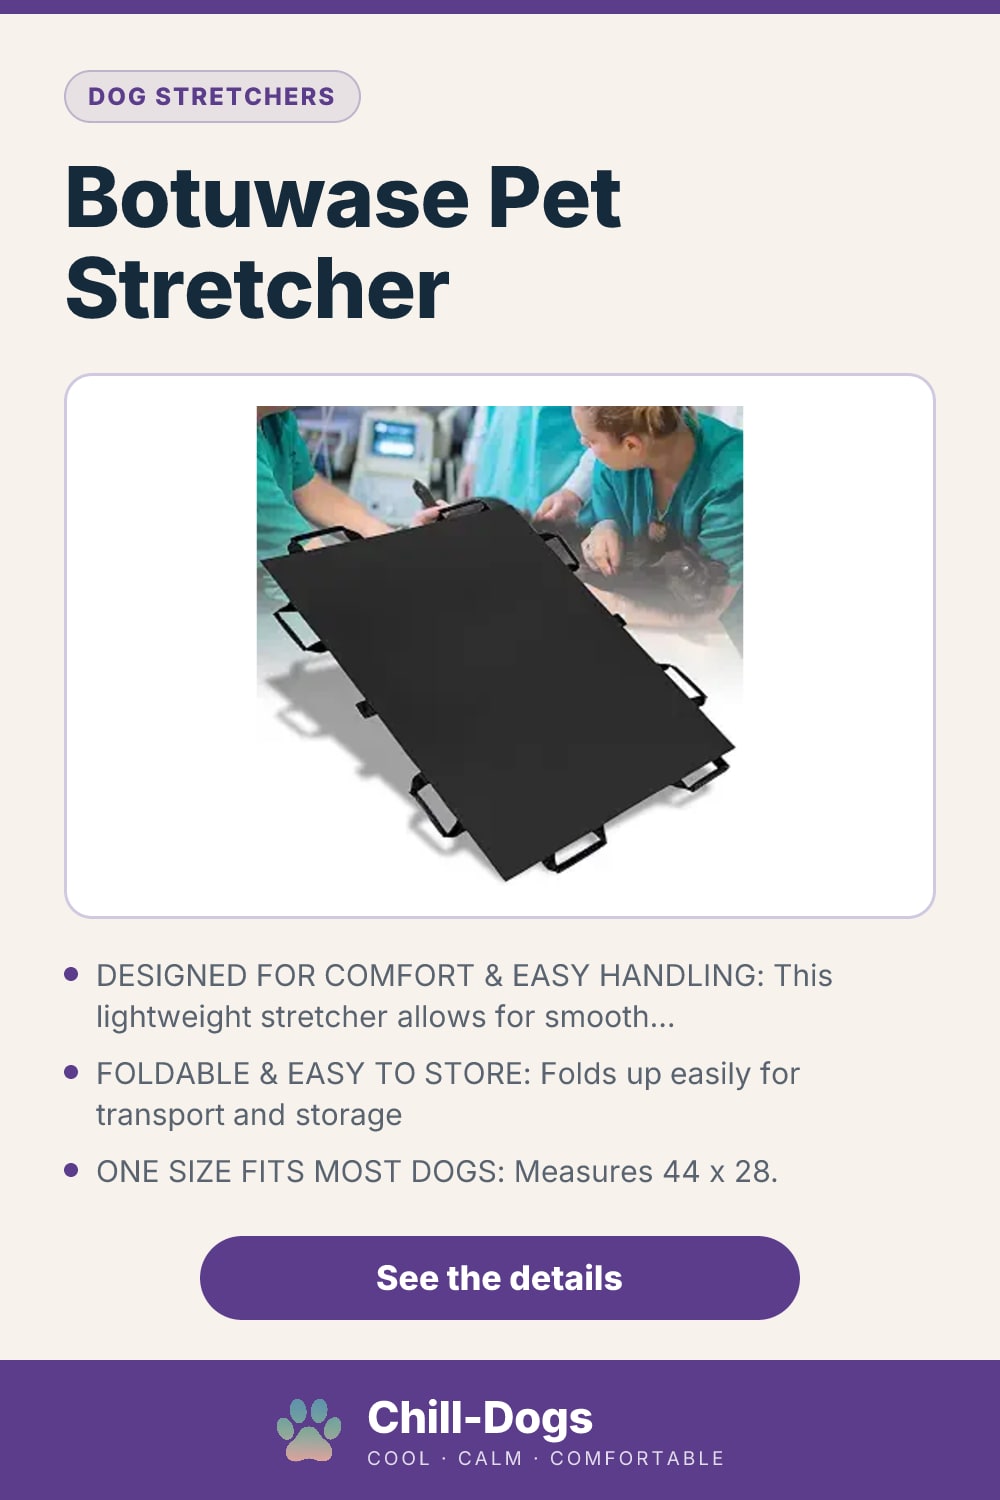 DOG STRETCHERS
Botuwase Pet
Stretcher
DESIGNED FOR COMFORT & EASY HANDLING: This
lightweight stretcher allows for smooth...
FOLDABLE & EASY TO STORE: Folds up easily for
transport and storage
ONE SIZE FITS MOST DOGS: Measures 44 x 28.
See the details
Chill-Dogs
COOL · CALM · COMFORTABLE